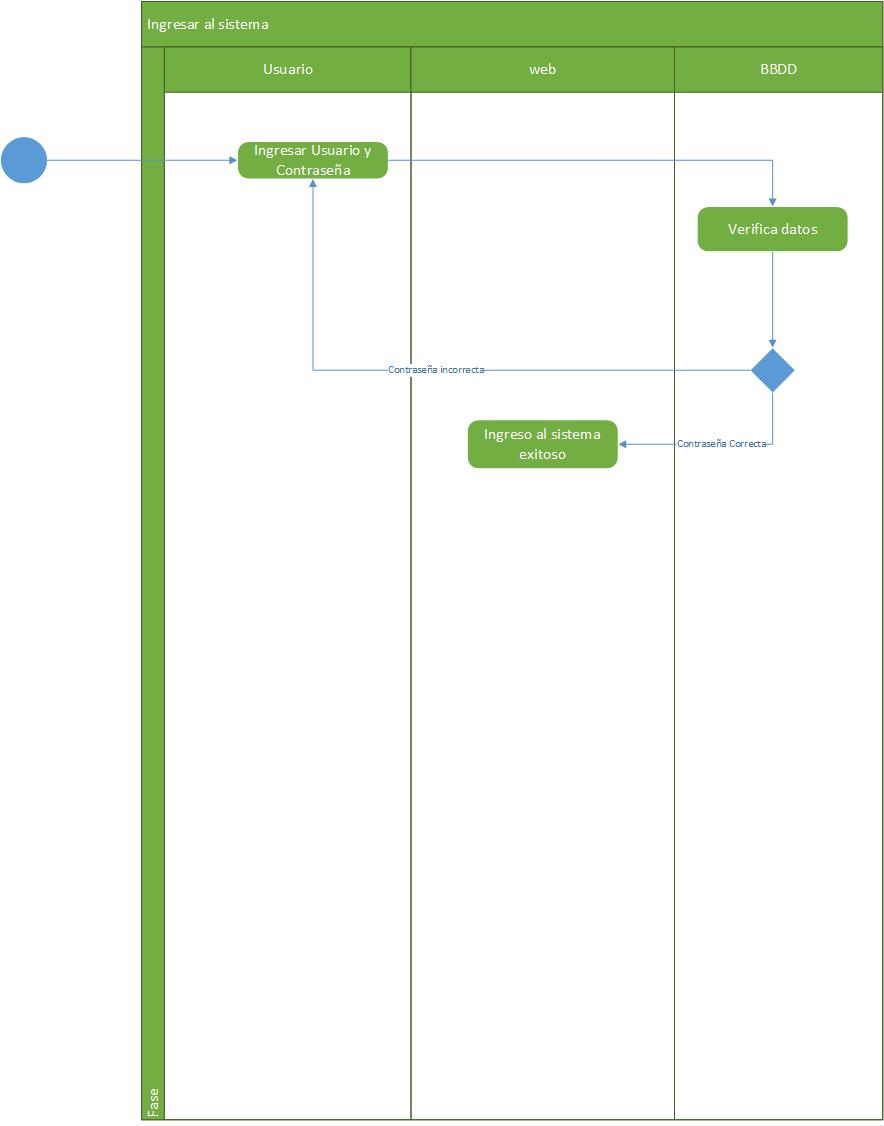 Ingresar al sistema
Usuario
web
BBDD
Ingresar Usuario y
Contraseña
Verifica datos
Contraseña incorrecta
Ingreso al sistema
exitoso
Contraseña Correcta
Fase